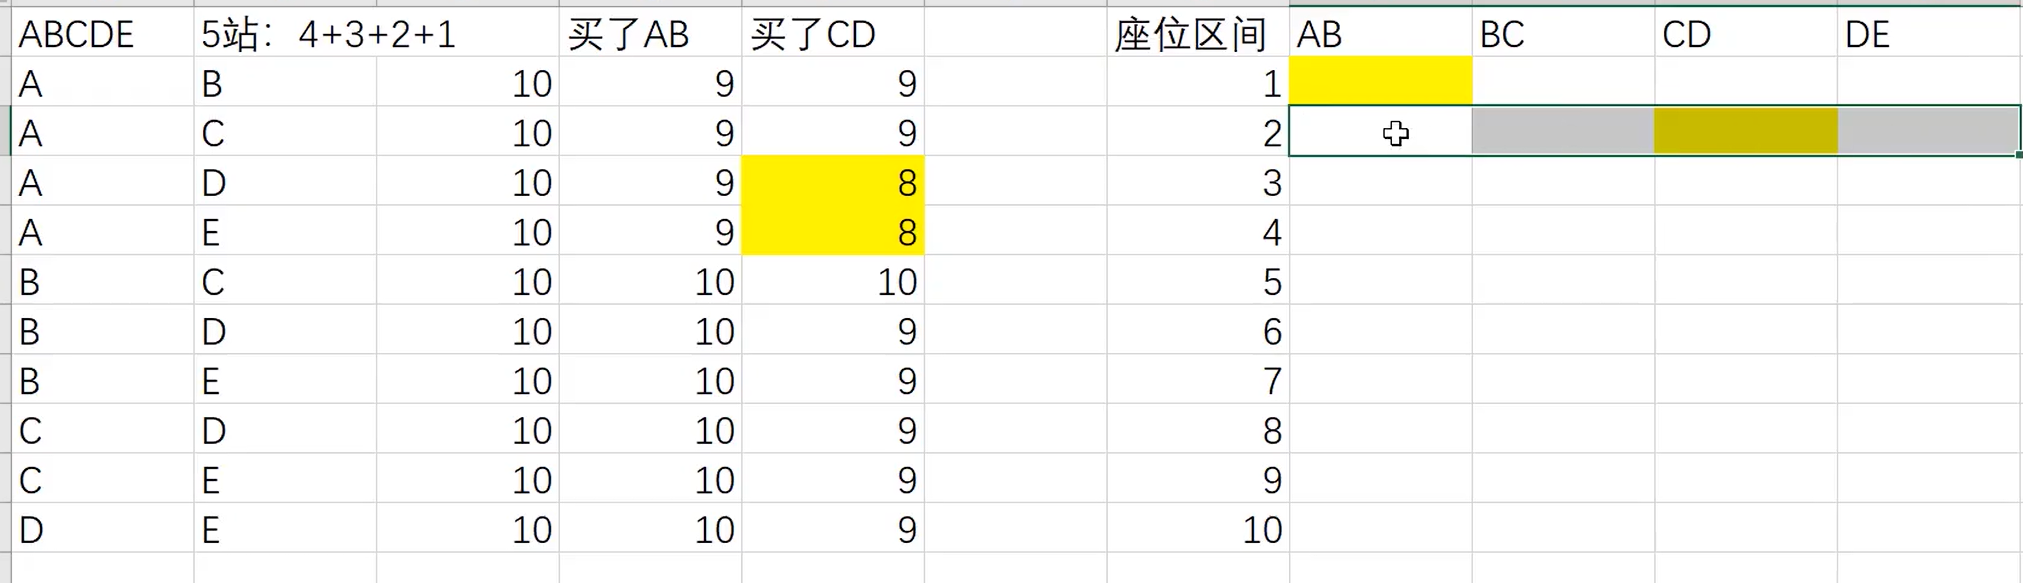 ABCDE 5站：4+3+2+1 买了AB 买了CD 座位区间 AB BC CD DE
A B 10 9 9 1
A C 10 9 9 2
A D 10 9 8 3
A E 10 9 8 4
B C 10 10 10 5
B D 10 10 9 6
B E 10 10 9 7
C D 10 10 9 8
C E 10 10 9 9
D E 10 10 9 10